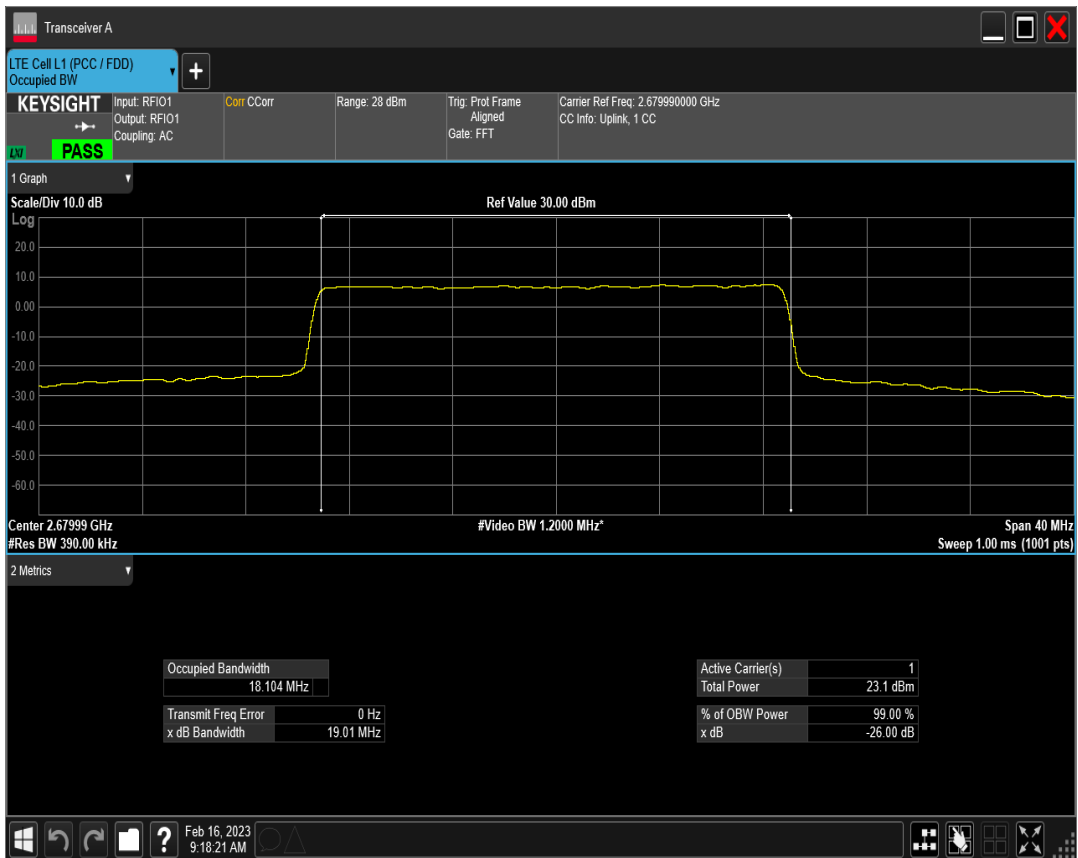 Transceiver A
LTE Cell L1 (PCC / FDD)
Occupied BW
+
KEYSIGHT
LXI
PASS
Input: RFIO1
Output: RFIO1
Coupling: AC
Corr CCorr
Range: 28 dBm
Trig: Prot Frame
Aligned
Gate: FFT
Carrier Ref Freq: 2.679990000 GHz
CC Info: Uplink, 1 CC
1 Graph
Scale/Div 10.0 dB
Ref Value 30.00 dBm
Log
20.0
10.0
0.00
-10.0
-20.0
-30.0
-40.0
-50.0
-60.0
Center 2.67999 GHz
#Video BW 1.2000 MHz*
Span 40 MHz
#Res BW 390.00 kHz
Sweep 1.00 ms (1001 pts)
2 Metrics
Occupied Bandwidth
18.104 MHz
Transmit Freq Error 0 Hz
x dB Bandwidth 19.01 MHz
Active Carrier(s) 1
Total Power 23.1 dBm
% of OBW Power 99.00 %
x dB -26.00 dB
?
Feb 16, 2023
9:18:21 AM